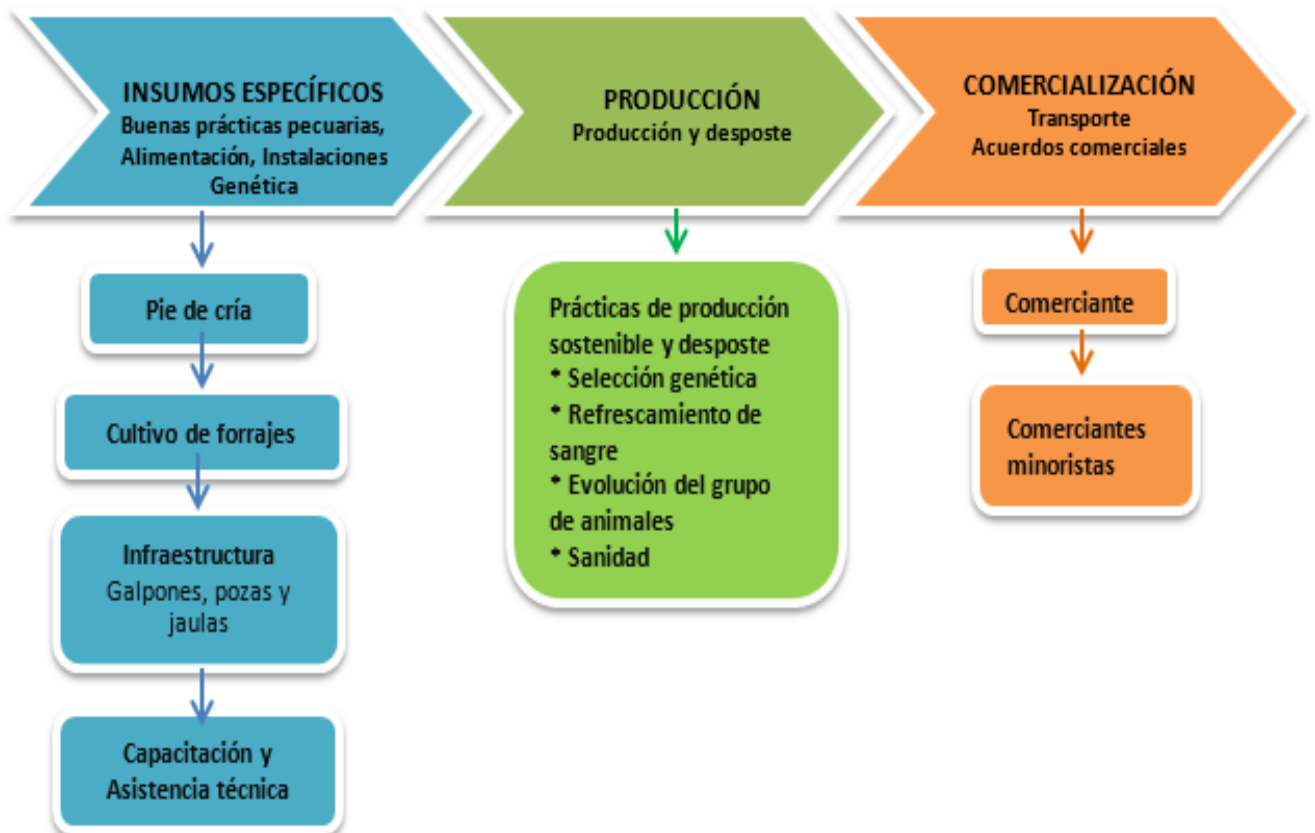 INSUMOS ESPECÍFICOS
Buenas prácticas pecuarias,
Alimentación, Instalaciones
Genética
Pie de cría
Cultivo de forrajes
Infraestructura
Galpones, pozas y
jaulas
Capacitación y
Asistencia técnica
PRODUCCIÓN
Producción y desposte
Prácticas de producción
sostenible y desposte
* Selección genética
* Refrescamiento de
sangre
* Evolución del grupo
de animales
* Sanidad
COMERCIALIZACIÓN
Transporte
Acuerdos comerciales
Comerciante
Comerciantes
minoristas